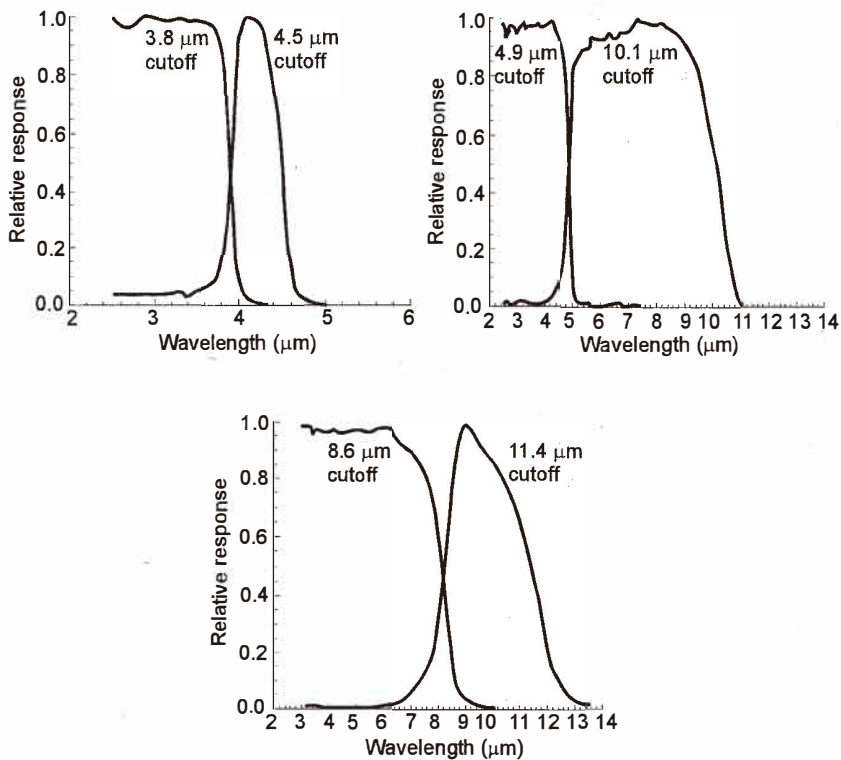 1.0
0.8
0.6
0.4
0.2
0.0
Relative response
3.8 μm
cutoff
4.5 μm
cutoff
2 3 4 5 6
Wavelength (μm)
1.0
0.8
0.6
0.4
0.2
0.0
Relative response
4.9 μm
cutoff
10.1 μm
cutoff
2 3 4 5 6 7 8 9 10 11 12 13 14
Wavelength (μm)
1.0
0.8
0.6
0.4
0.2
0.0
Relative response
8.6 μm
cutoff
11.4 μm
cutoff
2 3 4 5 6 7 8 9 10 11 12 13 14
Wavelength (μm)